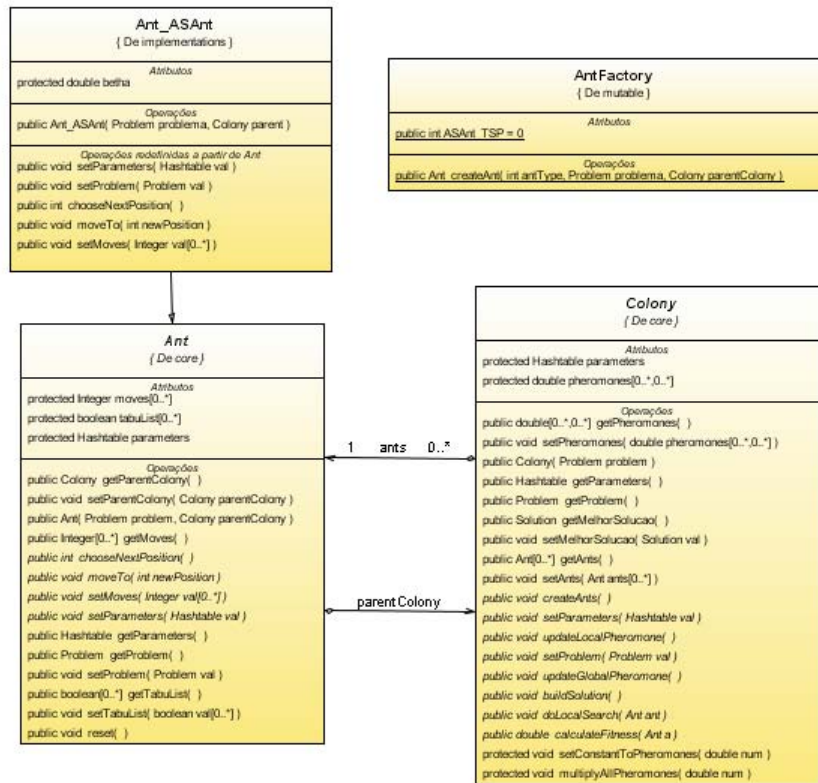 Ant_ASAnt
{ De implementations }
Atributos
protected double betha
Operações
public Ant_ASAnt( Problem problema, Colony parent )
Operações redefinidas a partir de Ant
public void setParameters( Hashtable val )
public void setProblem( Problem val )
public int chooseNextPosition( )
public void moveTo( int newPosition )
public void setMoves( Integer val[0..*] )
AntFactory
{ De mutable }
Atributos
public int ASAnt_TSP = 0
Operações
public Ant createAnt( int antType, Problem problema, Colony parentColony )
Ant
{ De core }
Atributos
protected Integer moves[0..*]
protected boolean tabuList[0..*]
protected Hashtable parameters
Operações
public Colony getParentColony( )
public void setParentColony( Colony parentColony )
public Ant( Problem problem, Colony parentColony )
public Integer[0..*] getMoves( )
public int chooseNextPosition( )
public void moveTo( int newPosition )
public void setMoves( Integer val[0..*] )
public void setParameters( Hashtable val )
public Hashtable getParameters( )
public Problem getProblem( )
public void setProblem( Problem val )
public boolean[0..*] getTabuList( )
public void setTabuList( boolean val[0..*] )
public void reset( )
1 ants 0..*
parentColony
Colony
{ De core }
Atributos
protected Hashtable parameters
protected double pheromones[0..*,0..*]
Operações
public double[0..*,0..*] getPheromones( )
public void setPheromones( double pheromones[0..*,0..*] )
public Colony( Problem problem )
public Hashtable getParameters( )
public Problem getProblem( )
public Solution getMelhorSolucao( )
public void setMelhorSolucao( Solution val )
public Ant[0..*] getAnts( )
public void setAnts( Ant ants[0..*] )
public void createAnts( )
public void setParameters( Hashtable val )
public void updateLocalPheromone( )
public void setProblem( Problem val )
public void updateGlobalPheromone( )
public void buildSolution( )
public void doLocalSearch( Ant ant )
public double calculateFitness( Ant a )
protected void setConstantToPheromones( double num )
protected void multiplyAllPheromones( double num )